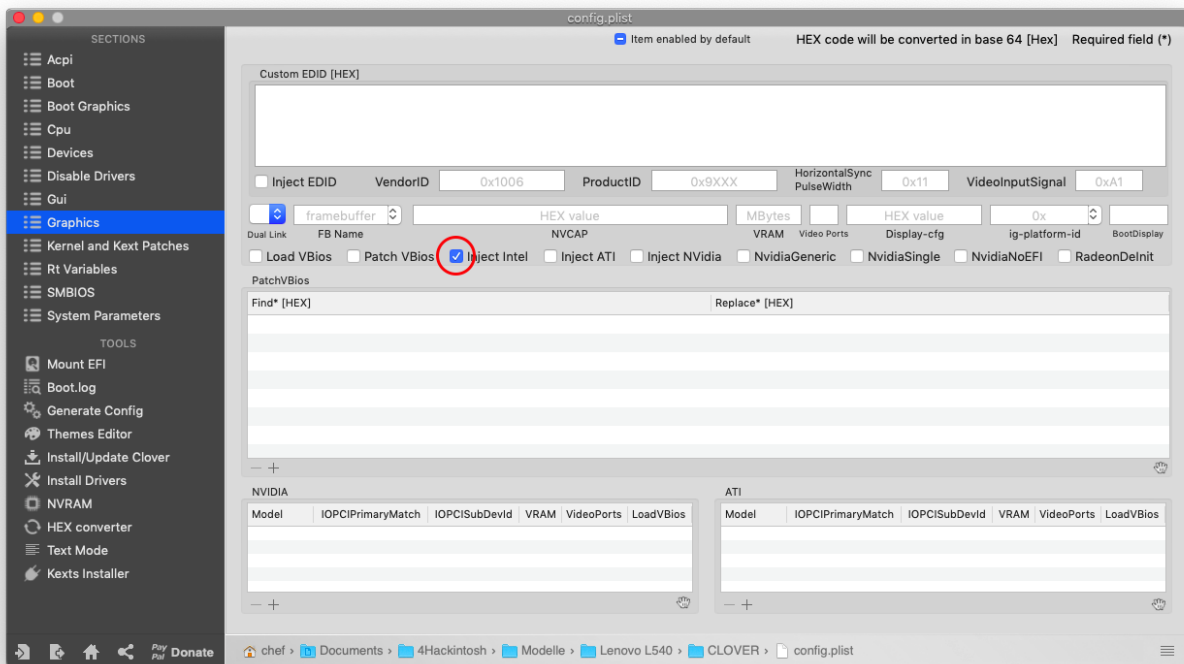 config.plist
SECTIONS
Acpi
Boot
Boot Graphics
Cpu
Devices
Disable Drivers
Gui
Graphics
Kernel and Kext Patches
Rt Variables
SMBIOS
System Parameters
TOOLS
Mount EFI
Boot.log
Generate Config
Themes Editor
Install/Update Clover
Install Drivers
NVRAM
HEX converter
Text Mode
Kexts Installer
Pay
Pal Donate
Item enabled by default HEX code will be converted in base 64 [Hex] Required field (*)
Custom EDID [HEX]
Inject EDID VendorID 0x1006 ProductID 0x9XXX HorizontalSync PulseWidth 0x11 VideoInputSignal 0xA1
framebuffer HEX value MBytes HEX value 0x
Dual Link FB Name NVCAP VRAM Video Ports Display-cfg ig-platform-id BootDisplay
Load VBios Patch VBios Inject Intel Inject ATI Inject NVidia NvidiaGeneric NvidiaSingle NvidiaNoEFI RadeonDeInit
PatchVBios
Find* [HEX] Replace* [HEX]
NVIDIA
Model IOPCIPrimaryMatch IOPCISubDevId VRAM VideoPorts LoadVBios
ATI
Model IOPCIPrimaryMatch IOPCISubDevId VRAM VideoPorts LoadVBios
chef › Documents › 4Hackintosh › Modelle › Lenovo L540 › CLOVER › config.plist